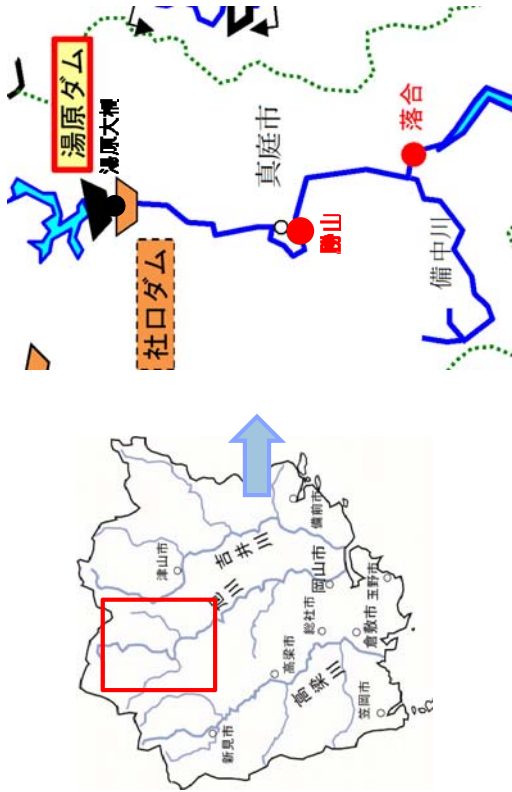 湯原ダム
湯原大橋
社口ダム
真庭市
勝山
落合
備中川
津山市
吉井川
旭川
備前市
岡山市
玉野市
総社市
倉敷市
高梁市
高梁川
新見市
笠岡市